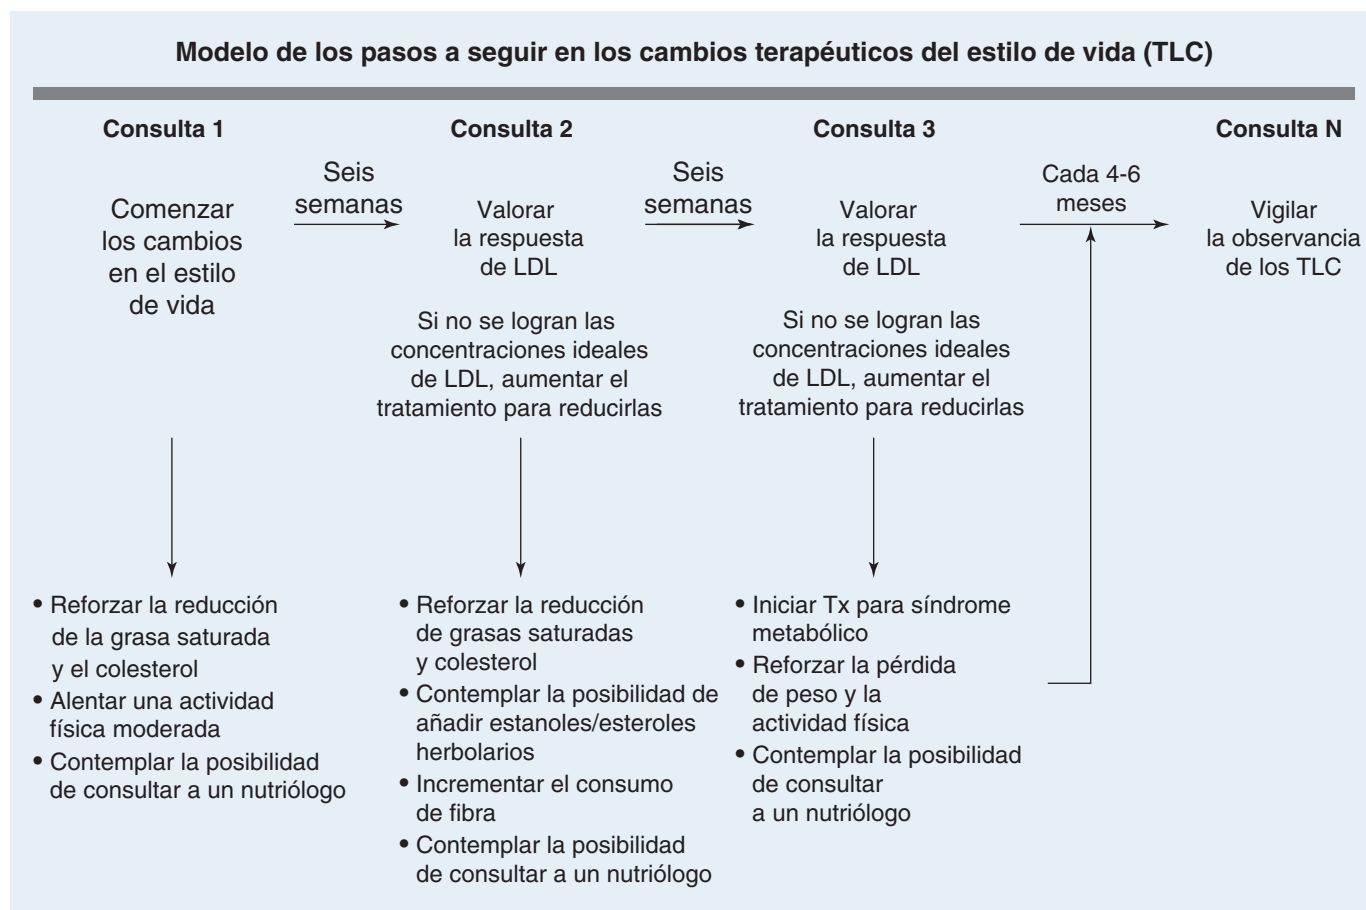 Modelo de los pasos a seguir en los cambios terapéuticos del estilo de vida (TLC)
Consulta 1
Comenzar
los cambios
en el estilo
de vida
• Reforzar la reducción
de la grasa saturada
y el colesterol
• Alentar una actividad
física moderada
• Contemplar la posibilidad
de consultar a un nutriólogo
Seis
semanas
Consulta 2
Valorar
la respuesta
de LDL
Si no se logran las
concentraciones ideales
de LDL, aumentar el
tratamiento para reducirlas
• Reforzar la reducción
de grasas saturadas
y colesterol
• Contemplar la posibilidad de
añadir estanoles/esteroles
herbolarios
• Incrementar el consumo
de fibra
• Contemplar la posibilidad
de consultar a un nutriólogo
Seis
semanas
Consulta 3
Valorar
la respuesta
de LDL
Si no se logran las
concentraciones ideales
de LDL, aumentar el
tratamiento para reducirlas
• Iniciar Tx para síndrome
metabólico
• Reforzar la pérdida
de peso y la
actividad física
• Contemplar la posibilidad
de consultar
a un nutriólogo
Cada 4-6
meses
Consulta N
Vigilar
la observancia
de los TLC